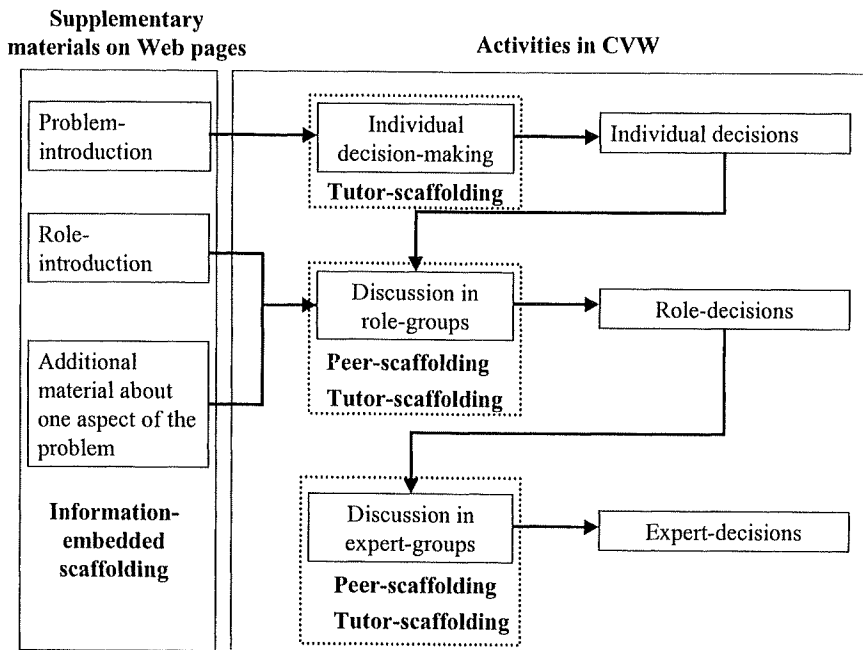 Supplementary
materials on Web pages
Activities in CVW
Problem-
introduction
Individual
decision-making
Tutor-scaffolding
Individual decisions
Role-
introduction
Discussion in
role-groups
Peer-scaffolding
Tutor-scaffolding
Role-decisions
Additional
material about
one aspect of the
problem
Information-
embedded
scaffolding
Discussion in
expert-groups
Peer-scaffolding
Tutor-scaffolding
Expert-decisions